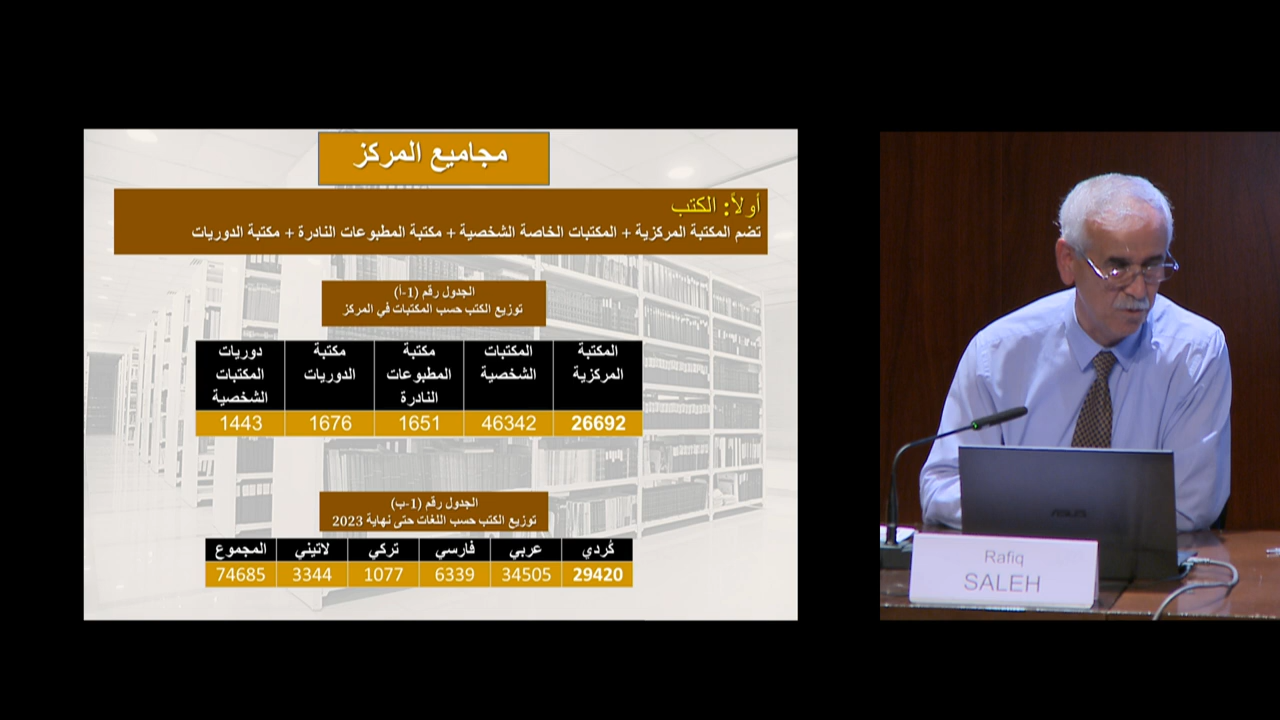 مجاميع المركز
أولاً: الكتب
تضم المكتبة المركزية + المكتبات الخاصة الشخصية + مكتبة المطبوعات النادرة + مكتبة الدوريات
الجدول رقم (1-أ)
توزيع الكتب حسب المكتبات في المركز
المكتبة المركزية
المكتبات الشخصية
مكتبة المطبوعات النادرة
مكتبة الدوريات
دوريات المكتبات الشخصية
26692 46342 1651 1676 1443
الجدول رقم (1-ب)
توزيع الكتب حسب اللغات حتى نهاية 2023
كُردي عربي فارسي تركي لاتيني المجموع
29420 34505 6339 1077 3344 74685
ASUS
Rafiq
SALEH